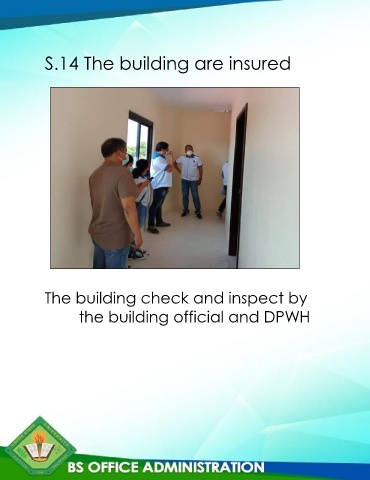 S.14 The building are insured
The building check and inspect by
the building official and DPWH
BS OFFICE ADMINISTRATION